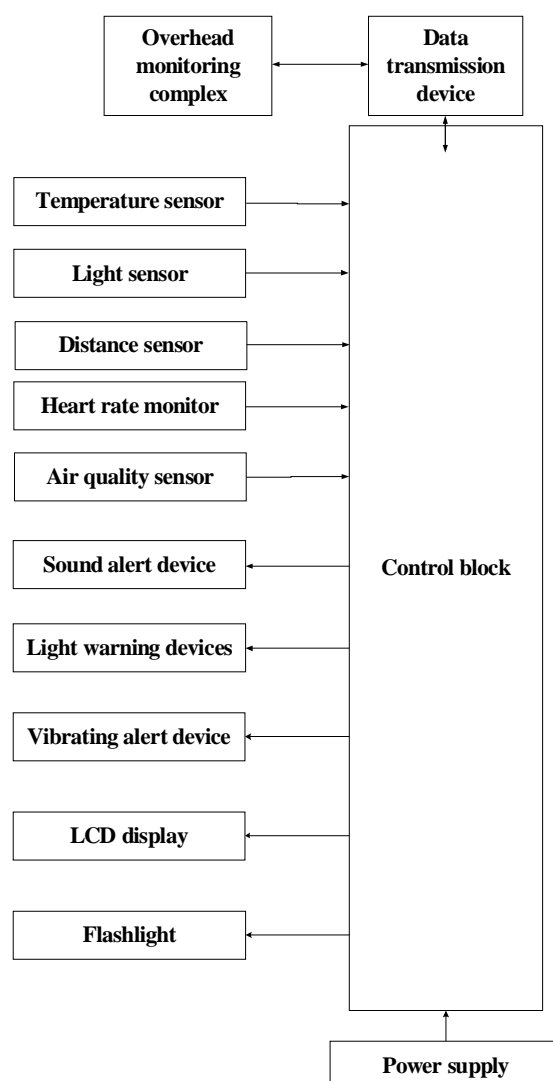 Overhead
monitoring
complex
Data
transmission
device
Temperature sensor
Light sensor
Distance sensor
Heart rate monitor
Air quality sensor
Sound alert device
Control block
Light warning devices
Vibrating alert device
LCD display
Flashlight
Power supply